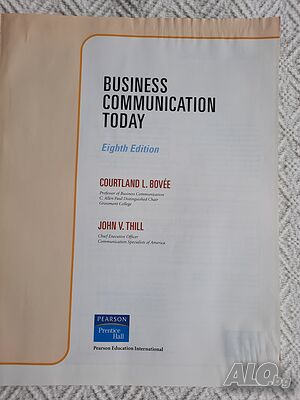 BUSINESS
COMMUNICATION
TODAY
Eighth Edition
COURTLAND L. BOVÉE
Professor of Business Communication
C. Allen Paul Distinguished Chair
Grossmont College
JOHN V. THILL
Chief Executive Officer
Communication Specialists of America
PEARSON
Prentice
Hall
Pearson Education International
ALO.bg